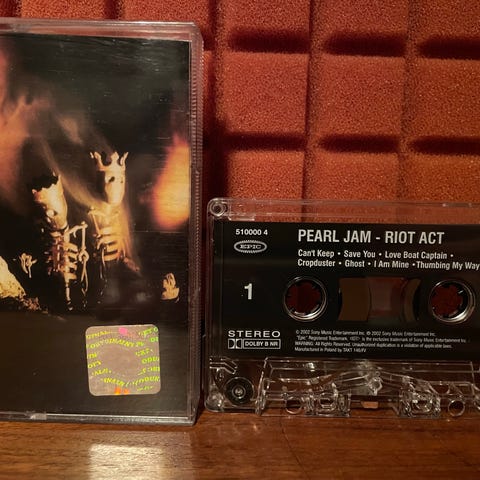 510000 4
EPIC
PEARL JAM - RIOT ACT
Can't Keep • Save You • Love Boat Captain •
Cropduster • Ghost • I Am Mine • Thumbing My Way
1
STEREO
DOLBY B NR
℗ 2002 Sony Music Entertainment Inc. © 2002 Sony Music Entertainment Inc.
"Epic" Registered Trademark.
is the exclusive trademark of Sony Music Entertainment Inc.
WARNING: All Rights Reserved. Unauthorized duplication is a violation of applicable laws.
Manufactured in Poland by TAKT